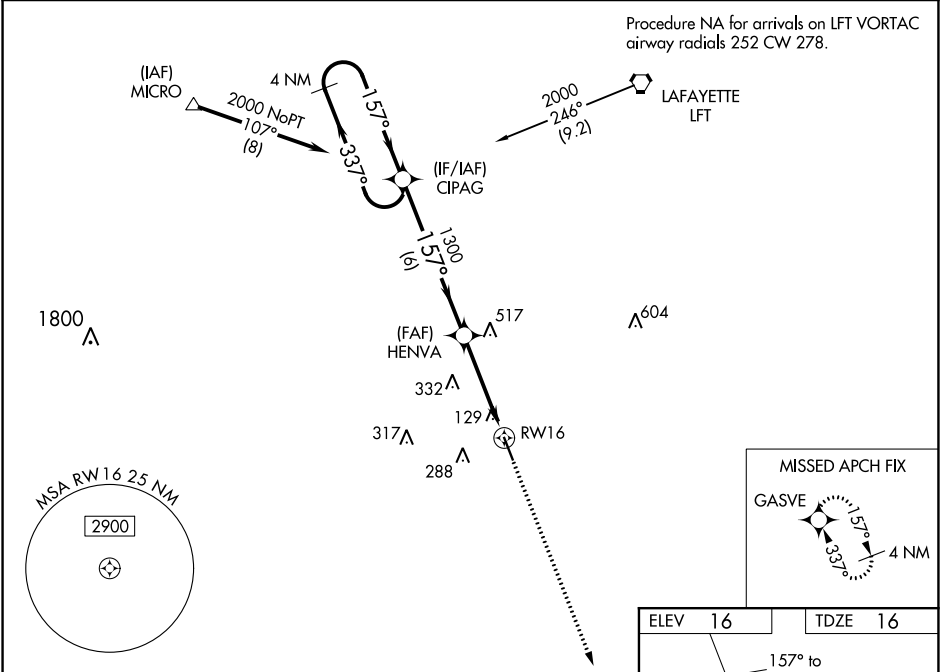 Procedure NA for arrivals on LFT VORTAC
airway radials 252 CW 278.
(IAF)
MICRO
2000 NoPT
107°
(8)
4 NM
157°
337°
2000
246°
(9.2)
LAFAYETTE
LFT
(IF/IAF)
CIPAG
1300
157°
(6)
1800
(FAF)
HENVA
517
604
332
129
317
288
RW16
MSA RW16 25 NM
2900
MISSED APCH FIX
GASVE
157°
337°
4 NM
ELEV 16
TDZE 16
157° to